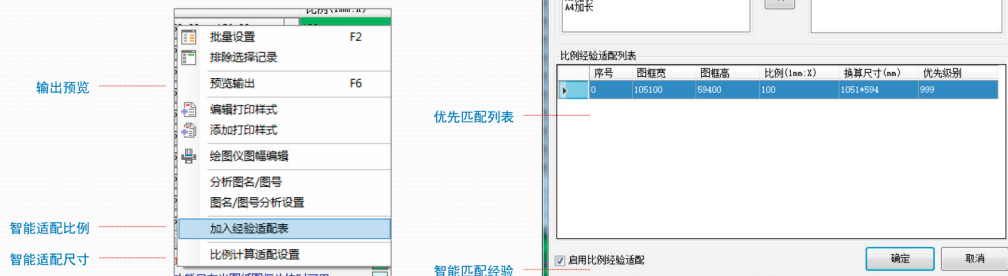 比例(1mm:X)
批量设置 F2
排除选择记录
输出预览
预览输出 F6
编辑打印样式
添加打印样式
绘图仪图幅编辑
分析图名/图号
图名/图号分析设置
智能适配比例
加入经验适配表
智能适配尺寸
比例计算适配设置
A4加长
比例经验适配列表
序号 图框宽 图框高 比例(1mm:X) 换算尺寸(mm) 优先级别
0 105100 59400 100 1051*594 999
优先匹配列表
启用比例经验适配
确定 取消
智能匹配经验